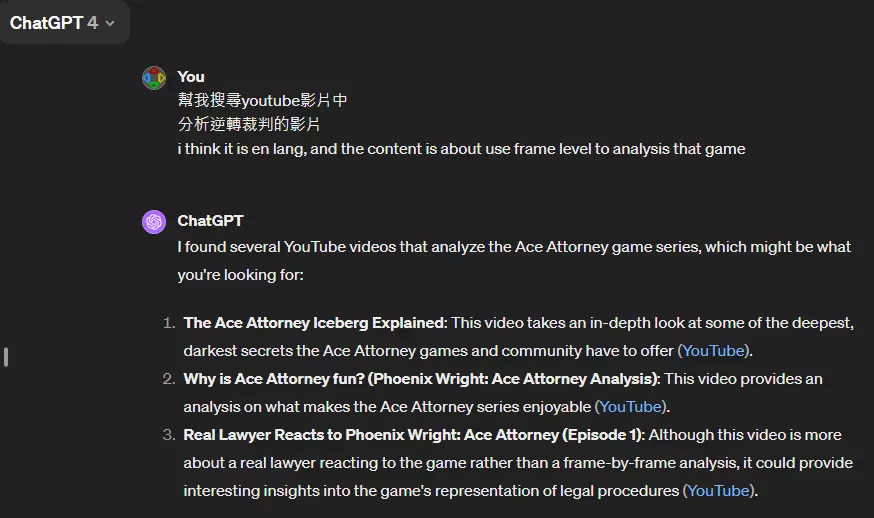 ChatGPT 4
You
幫我搜尋youtube影片中
分析逆轉裁判的影片
i think it is en lang, and the content is about use frame level to analysis that game
ChatGPT
I found several YouTube videos that analyze the Ace Attorney game series, which might be what
you're looking for:
1. The Ace Attorney Iceberg Explained: This video takes an in-depth look at some of the deepest,
darkest secrets the Ace Attorney games and community have to offer (YouTube).
2. Why is Ace Attorney fun? (Phoenix Wright: Ace Attorney Analysis): This video provides an
analysis on what makes the Ace Attorney series enjoyable (YouTube).
3. Real Lawyer Reacts to Phoenix Wright: Ace Attorney (Episode 1): Although this video is more
about a real lawyer reacting to the game rather than a frame-by-frame analysis, it could provide
interesting insights into the game's representation of legal procedures (YouTube).